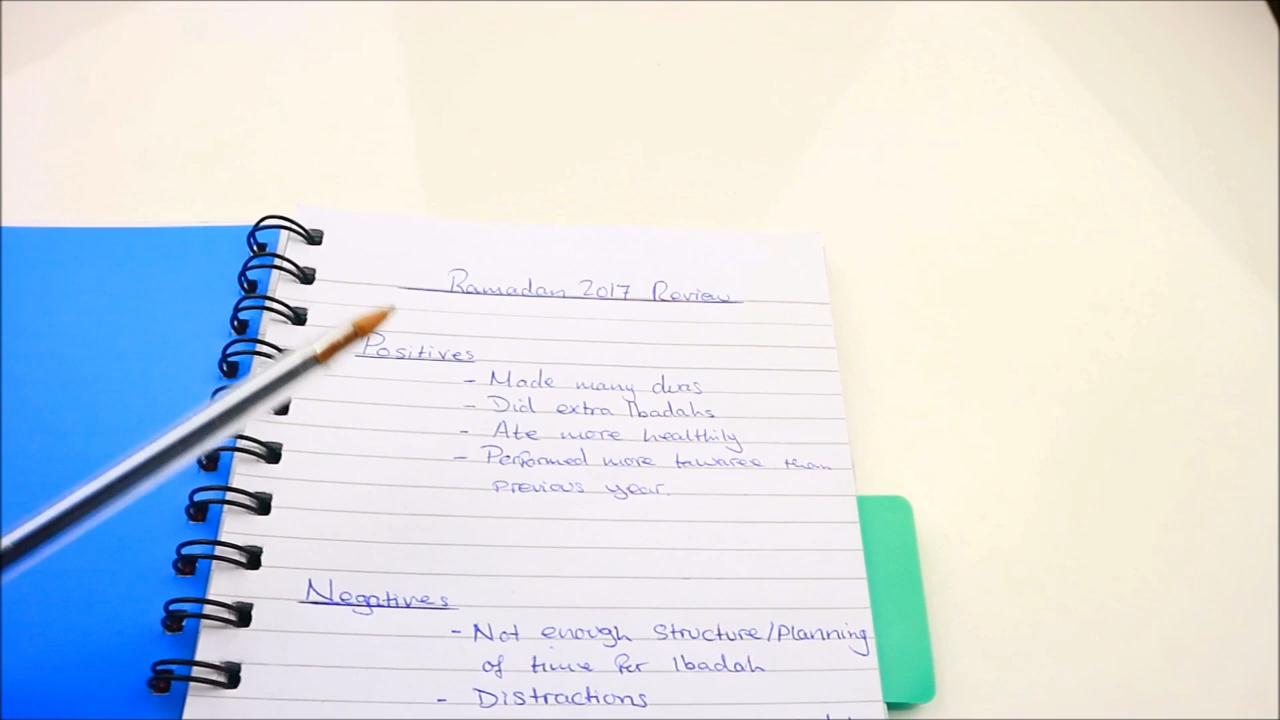 Ramadan 2017 Review
Positives
- Made many duas
- Did extra Ibadahs
- Ate more healthily
- Performed more tawaree than
previous year.
Negatives
- Not enough Structure/Planning
of time for Ibadah
- Distractions